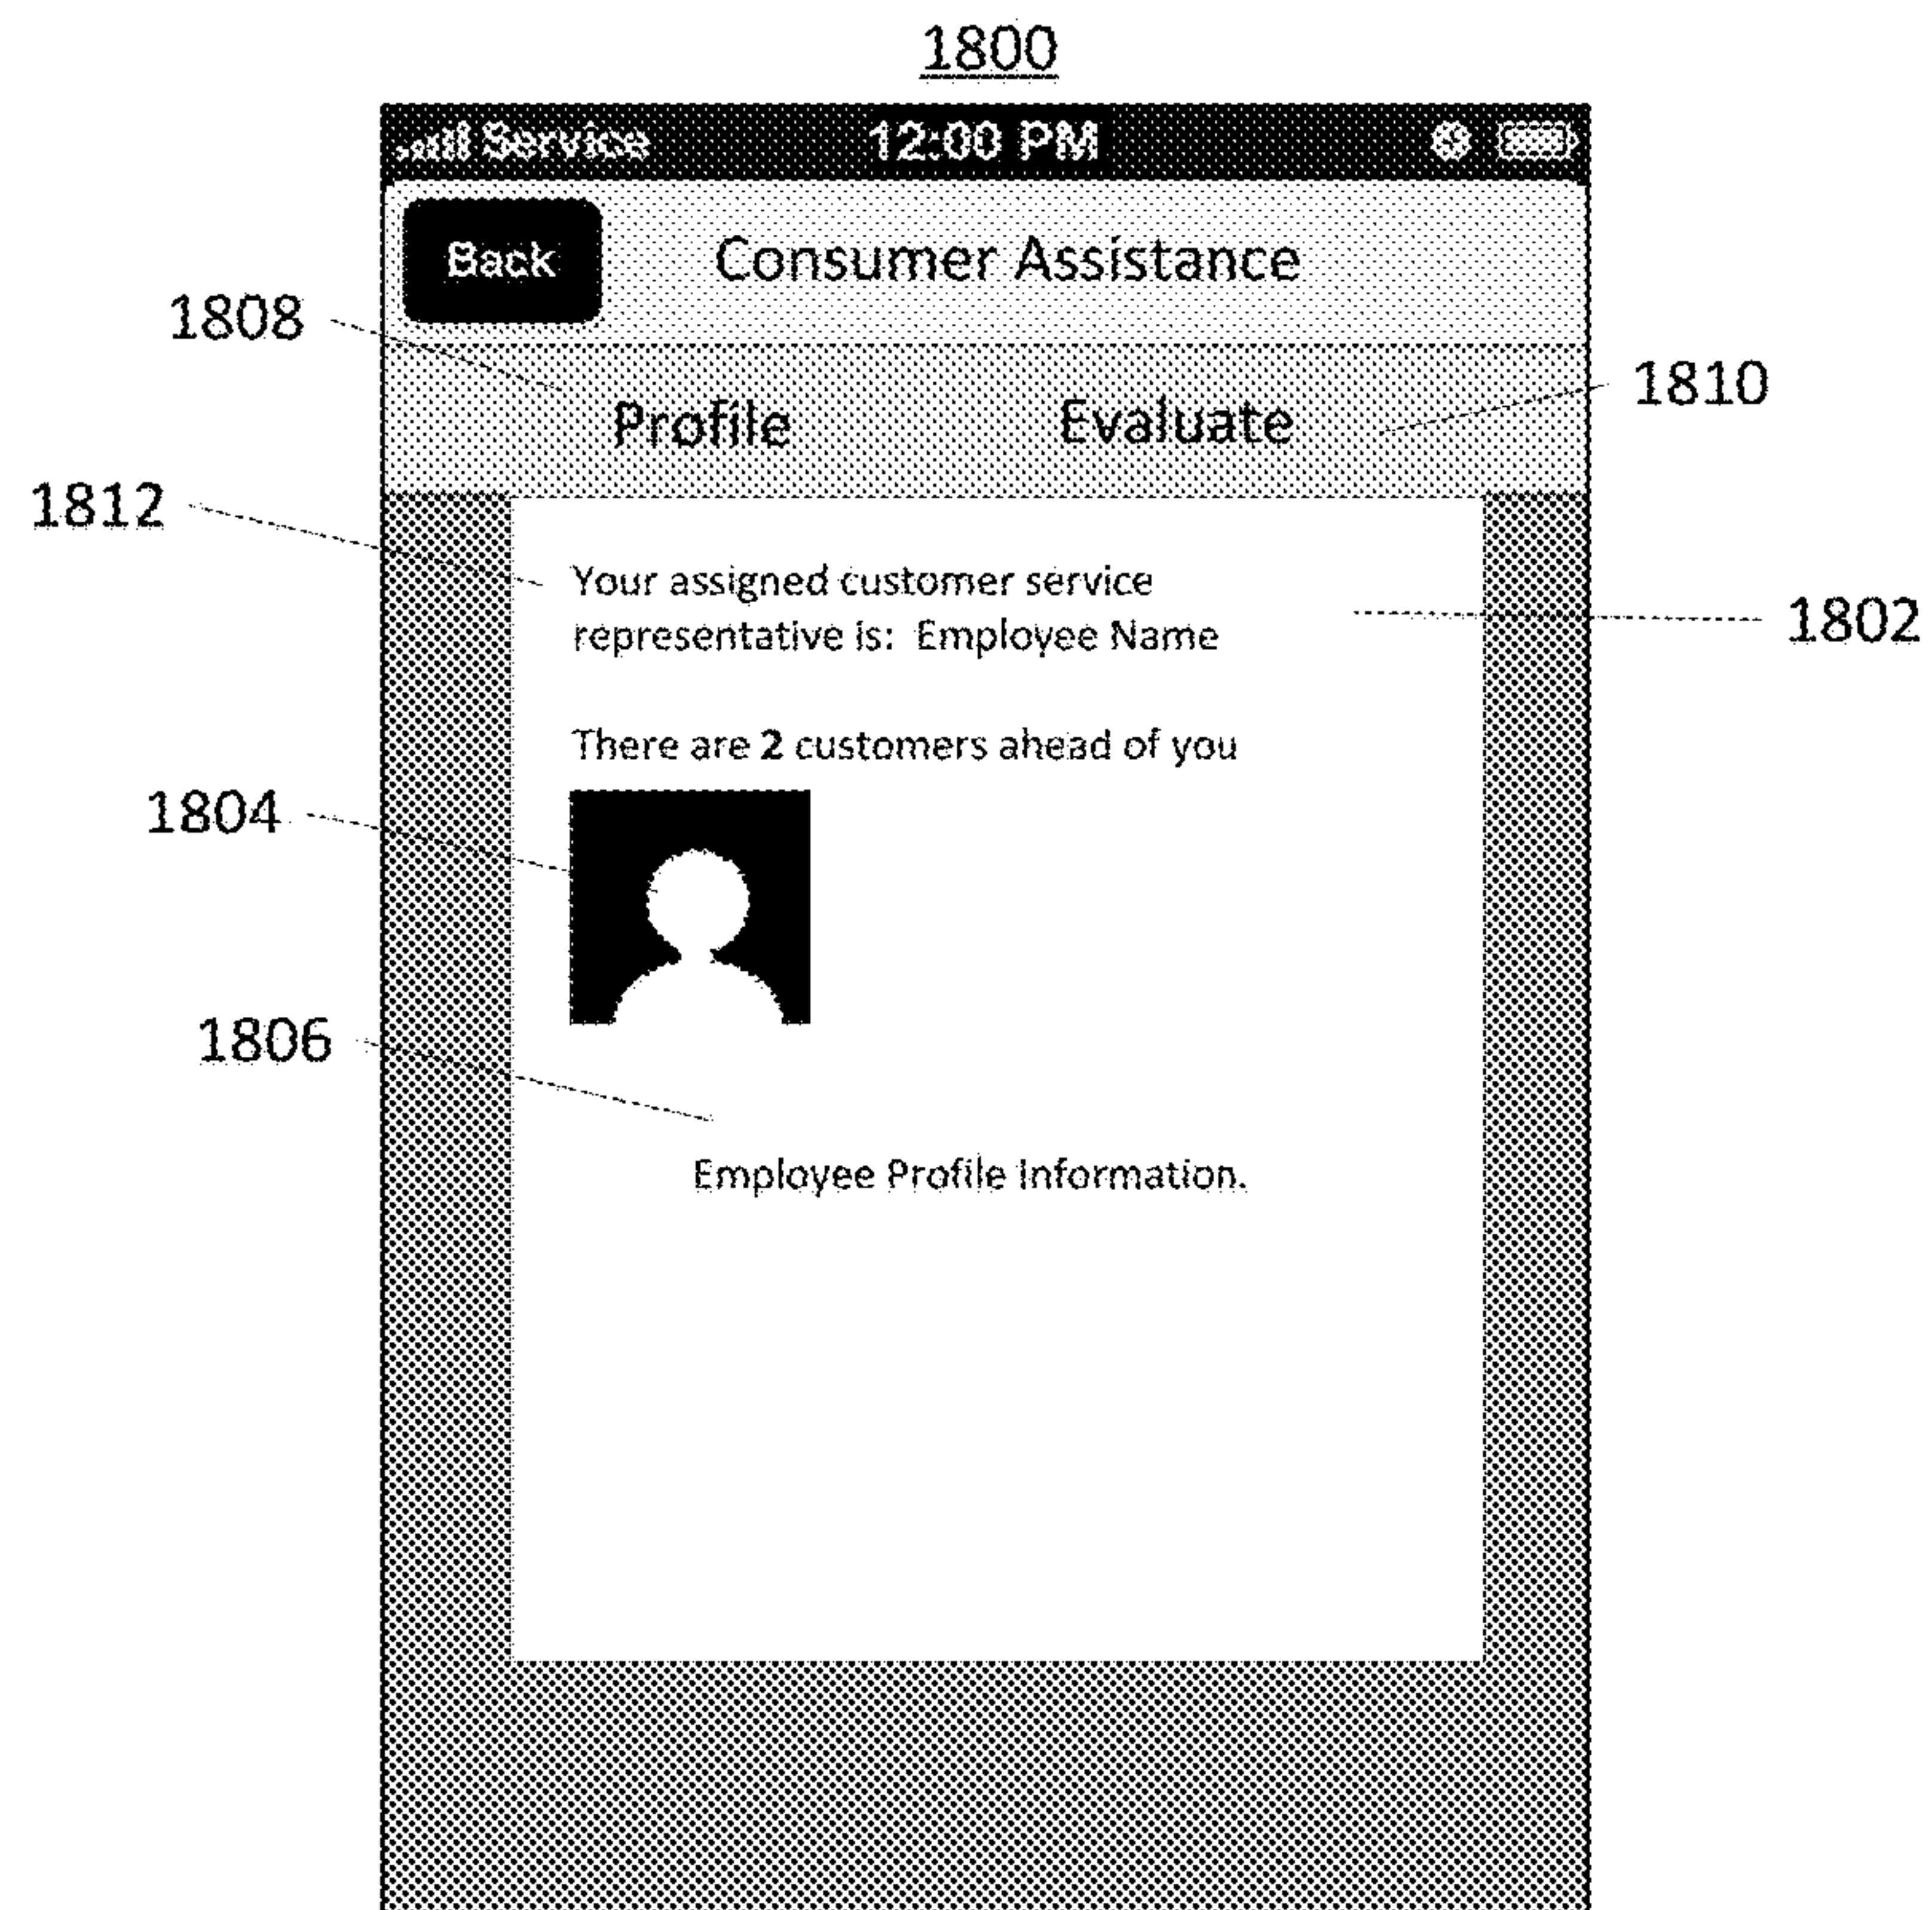 1800
Service 12:00 PM
Back Consumer Assistance
1808
1810
Profile Evaluate
1812
Your assigned customer service
representative is: Employee Name
1802
There are 2 customers ahead of you
1804
1806
Employee Profile Information.